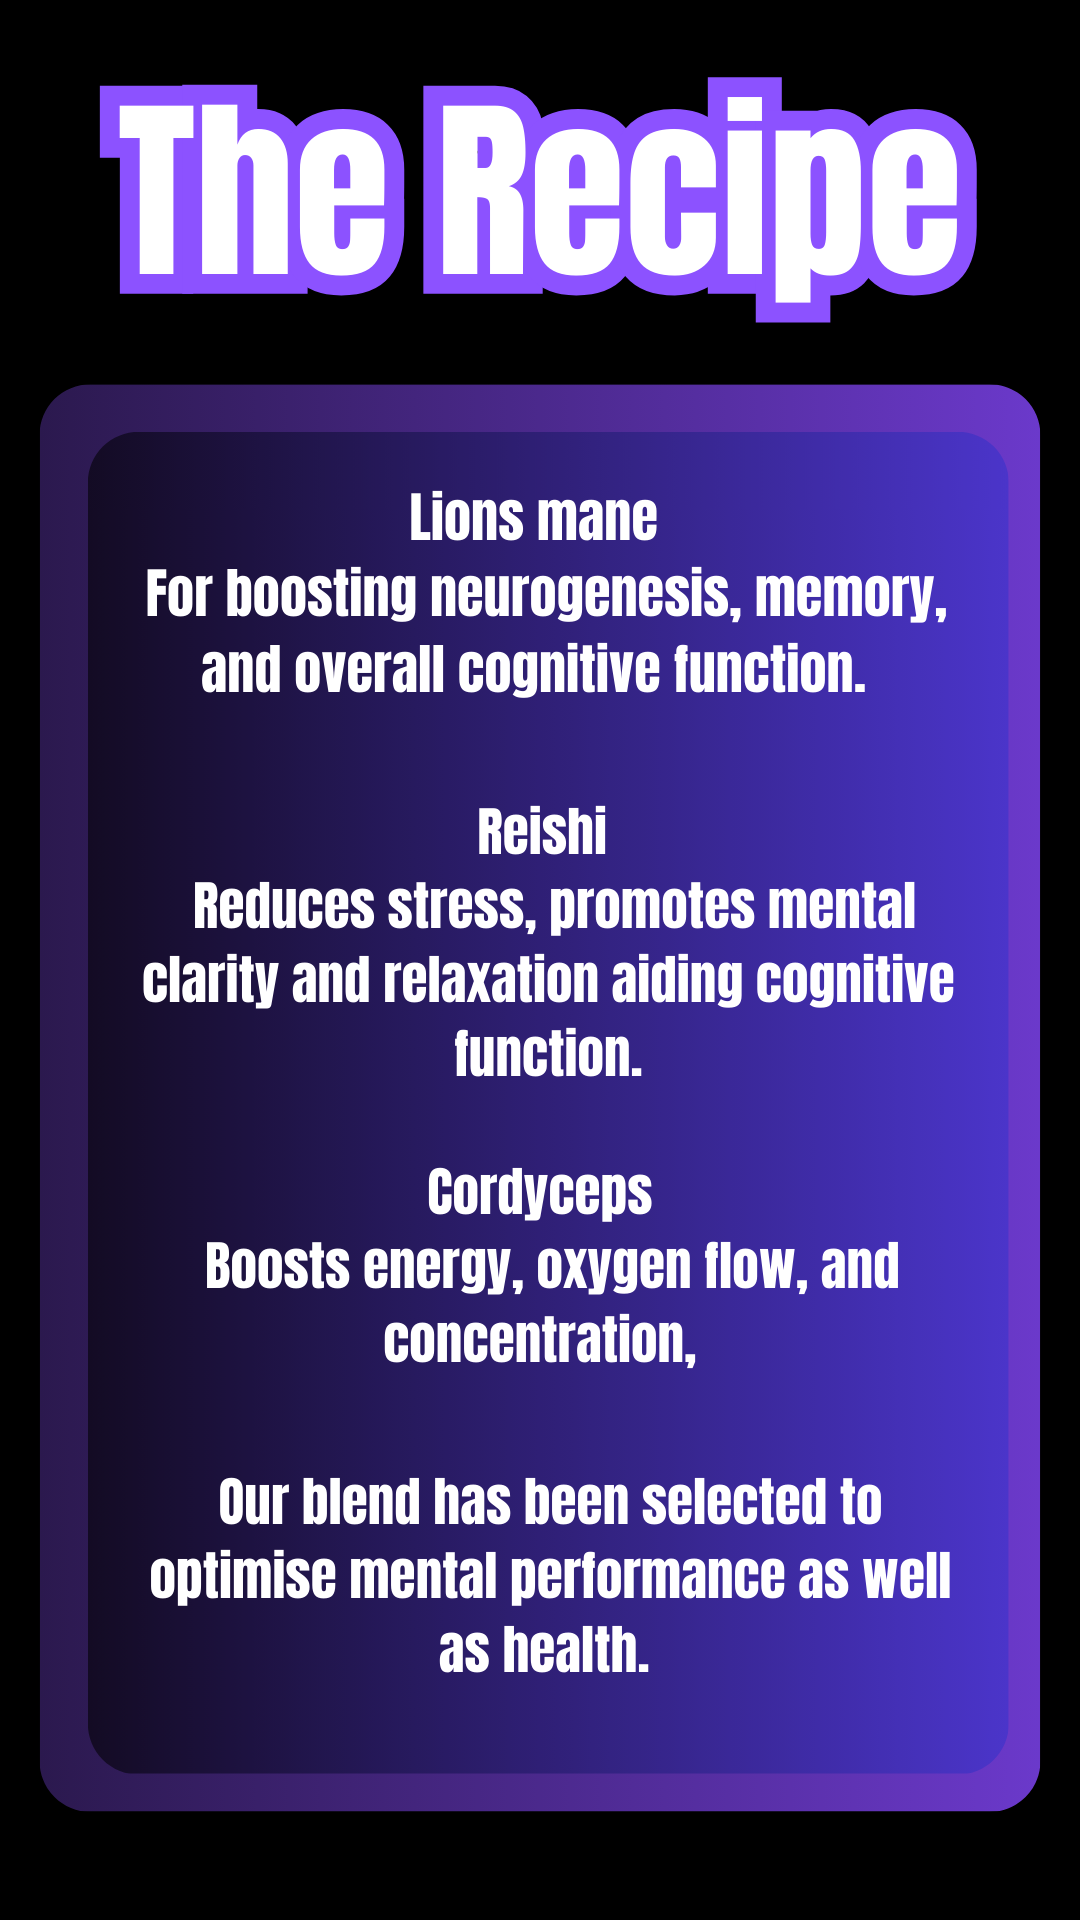 The Recipe
Lions mane
For boosting neurogenesis, memory,
and overall cognitive function.
Reishi
Reduces stress, promotes mental
clarity and relaxation aiding cognitive
function.
Cordyceps
Boosts energy, oxygen flow, and
concentration,
Our blend has been selected to
optimise mental performance as well
as health.